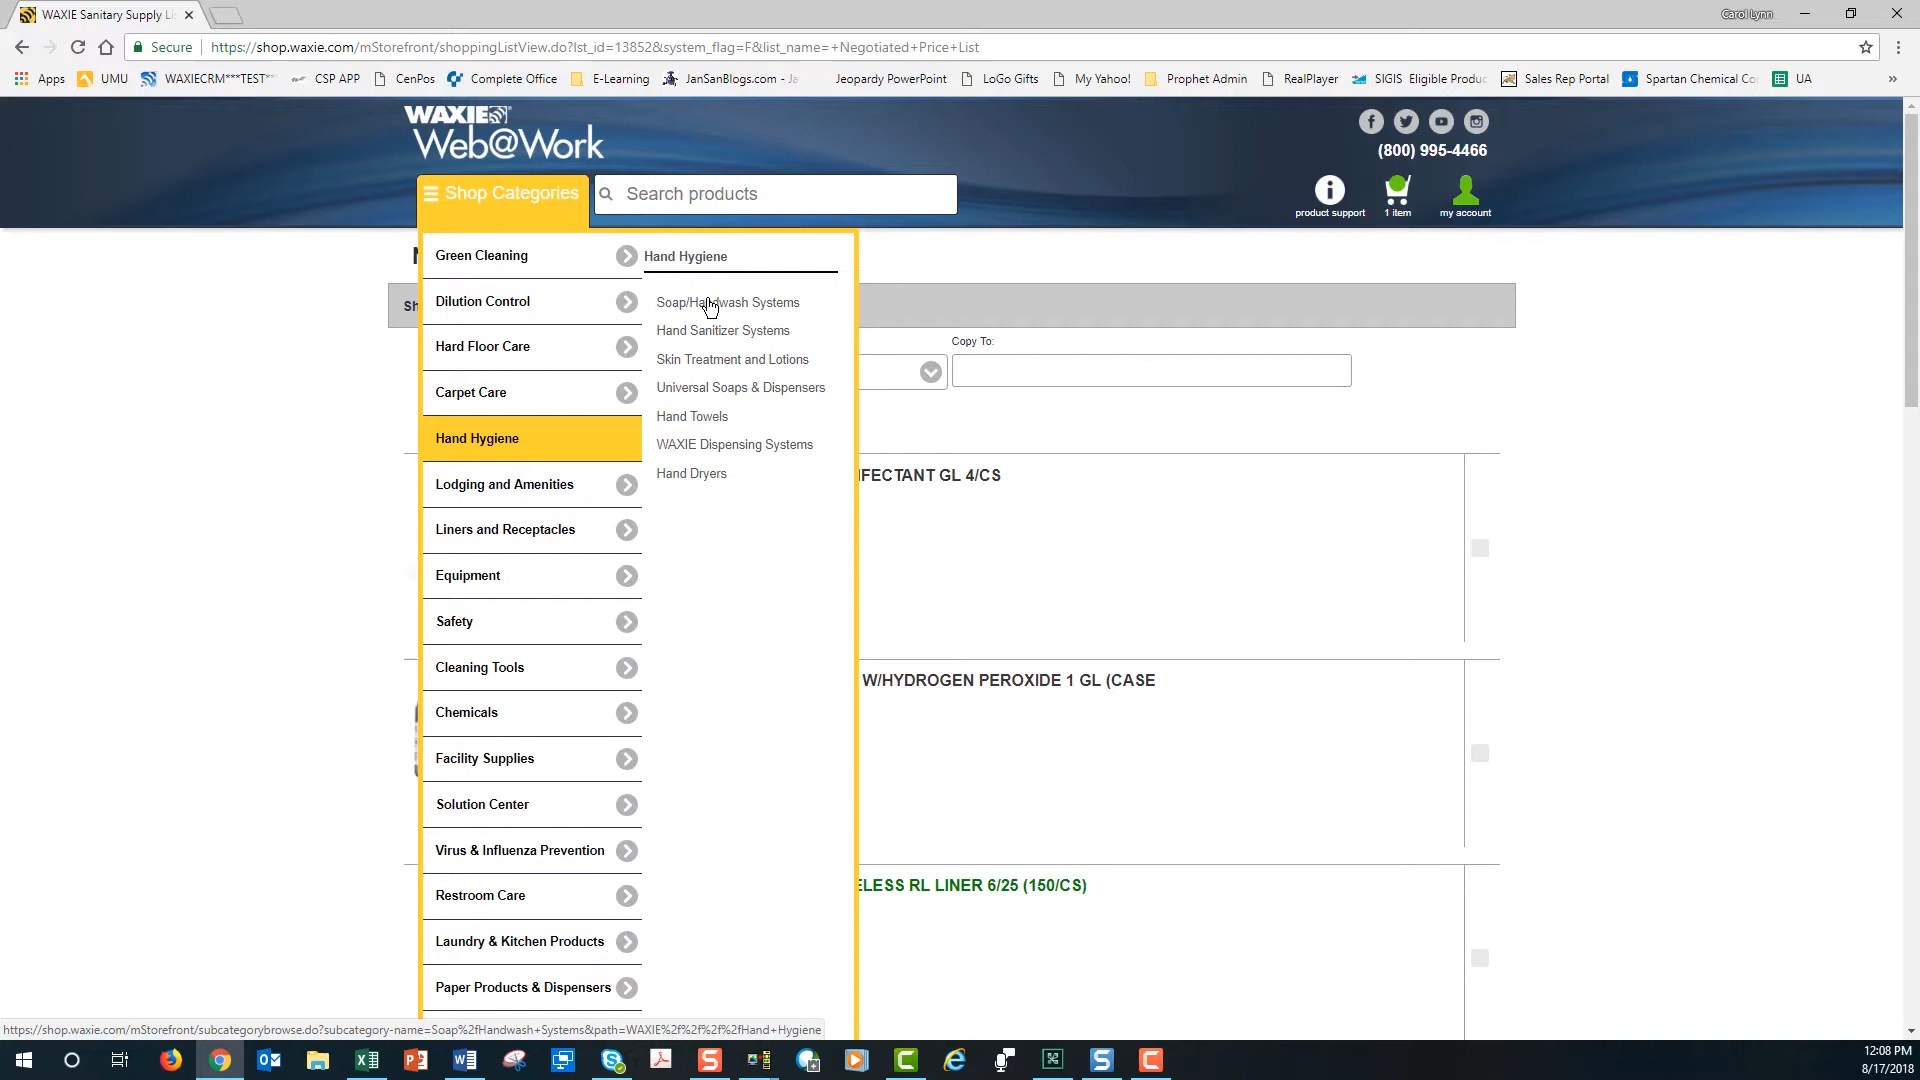 WAXIE Sanitary Supply Li
Carol Lynn
Secure
https://shop.waxie.com/mStorefront/shoppingListView.do?lst_id=13852&system_flag=F&list_name=+Negotiated+Price+List
Apps
UMU
WAXIECRM***TEST**
CSP APP
CenPos
Complete Office
E-Learning
JanSanBlogs.com - Ja
Jeopardy PowerPoint
LoGo Gifts
My Yahoo!
Prophet Admin
RealPlayer
SIGIS Eligible Produc
Sales Rep Portal
Spartan Chemical Co
UA
WAXIE
Web@Work
(800) 995-4466
Shop Categories
Search products
product support
1 item
my account
Green Cleaning
Hand Hygiene
Dilution Control
Soap/Handwash Systems
Sh
Hand Sanitizer Systems
Copy To:
Hard Floor Care
Skin Treatment and Lotions
Carpet Care
Universal Soaps & Dispensers
Hand Towels
Hand Hygiene
WAXIE Dispensing Systems
Hand Dryers
FECTANT GL 4/CS
Lodging and Amenities
Liners and Receptacles
Equipment
Safety
Cleaning Tools
W/HYDROGEN PEROXIDE 1 GL (CASE
Chemicals
Facility Supplies
Solution Center
Virus & Influenza Prevention
Restroom Care
ELESS RL LINER 6/25 (150/CS)
Laundry & Kitchen Products
Paper Products & Dispensers
https://shop.waxie.com/mStorefront/subcategorybrowse.do?subcategory-name=Soap%2fHandwash+Systems&path=WAXIE%2f%2f%2f%2fHand+Hygiene
12:08 PM
8/17/2018